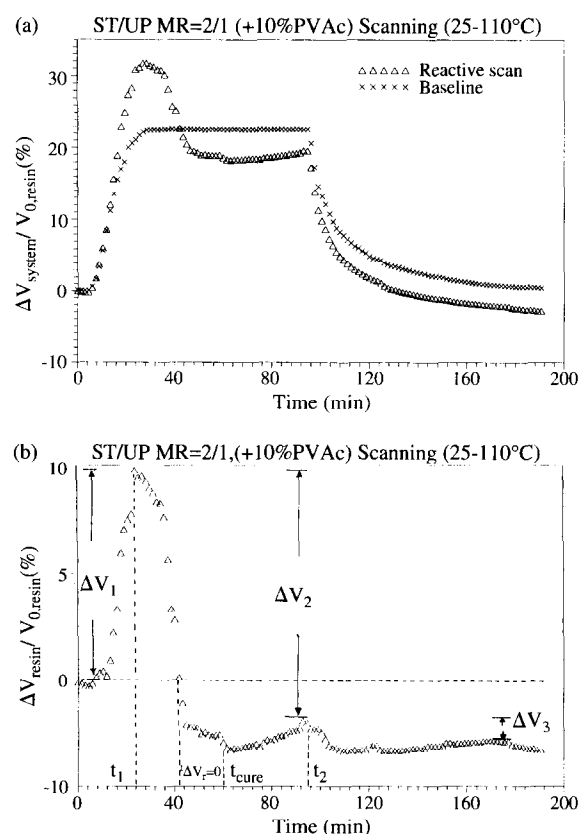 (a) ST/UP MR=2/1 (+10%PVAc) Scanning (25-110°C)
ΔV_system/ V_0,resin(%)
30
20
10
0
-10
△△△△△ Reactive scan
××××× Baseline
0 40 80 120 160 200
Time (min)
(b) ST/UP MR=2/1,(+10%PVAc) Scanning (25-110°C)
ΔV_resin/ V_0,resin(%)
10
5
0
-5
-10
ΔV_1
ΔV_2
ΔV_3
t_1 ΔV_r=0 t_cure t_2
0 40 80 120 160 200
Time (min)